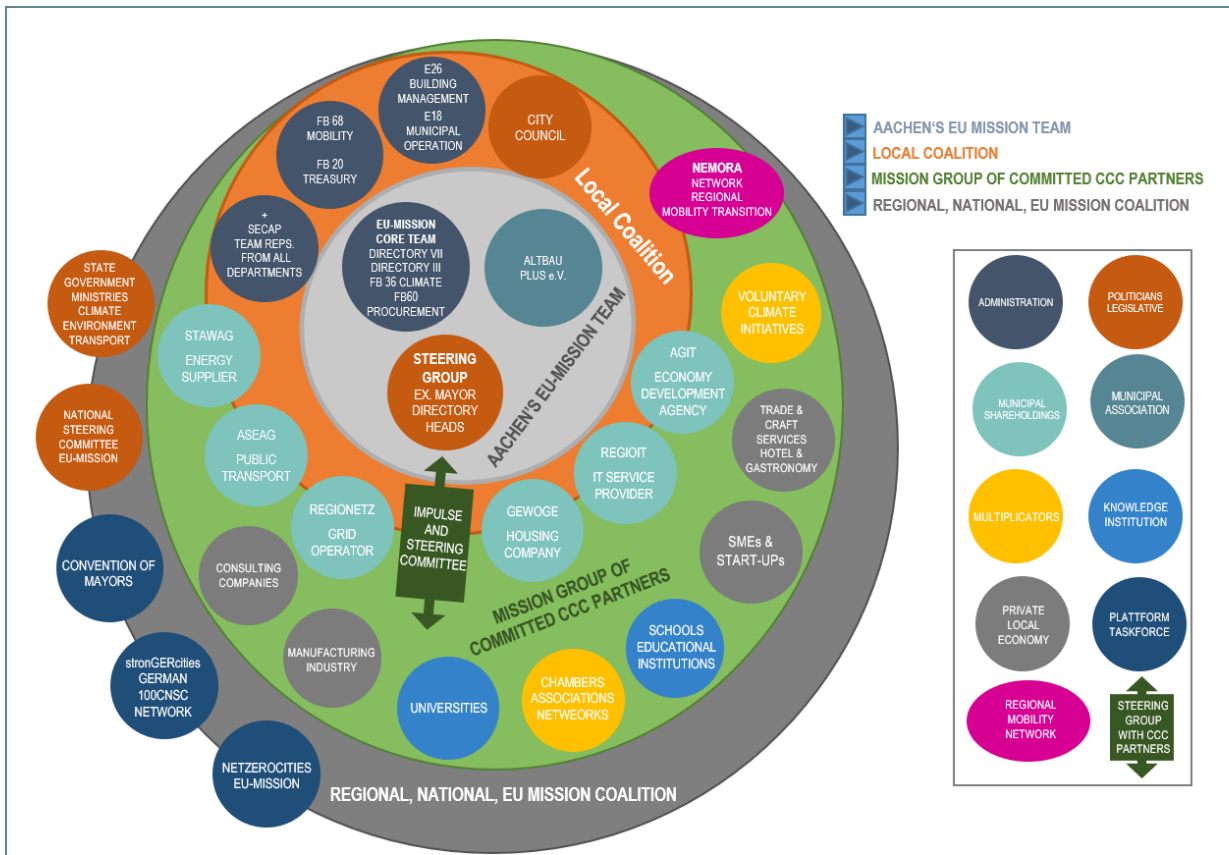 E26
BUILDING
MANAGEMENT
E18
MUNICIPAL
OPERATION
FB 68
MOBILITY
FB 20
TREASURY
CITY
COUNCIL
+
SECAP
TEAM REPS.
FROM ALL
DEPARTMENTS
EU-MISSION
CORE TEAM
DIRECTORY VII
DIRECTORY III
FB 36 CLIMATE
FB60
PROCUREMENT
ALTBAU
PLUS e.V.
STEERING
GROUP
EX. MAYOR
DIRECTORY
HEADS
AACHEN'S EU-MISSION TEAM
Local Coalition
NEMORA
NETWORK
REGIONAL
MOBILITY TRANSITION
VOLUNTARY
CLIMATE
INITIATIVES
STATE
GOVERNMENT
MINISTRIES
CLIMATE
ENVIRONMENT
TRANSPORT
STAWAG
ENERGY
SUPPLIER
AGIT
ECONOMY
DEVELOPMENT
AGENCY
NATIONAL
STEERING
COMMITTEE
EU-MISSION
ASEAG
PUBLIC
TRANSPORT
TRADE &
CRAFT
SERVICES
HOTEL &
GASTRONOMY
REGIOIT
IT SERVICE
PROVIDER
REGIONETZ
GRID
OPERATOR
IMPULSE
AND
STEERING
COMMITTEE
GEWOGE
HOUSING
COMPANY
SMEs &
START-UPs
CONVENTION OF
MAYORS
CONSULTING
COMPANIES
MISSION GROUP OF
COMMITTED CCC PARTNERS
MANUFACTURING
INDUSTRY
SCHOOLS
EDUCATIONAL
INSTITUTIONS
stronGERcities
GERMAN
100CNSC
NETWORK
UNIVERSITIES
CHAMBERS
ASSOCIATIONS
NETWEORKS
NETZEROCITIES
EU-MISSION
REGIONAL, NATIONAL, EU MISSION COALITION
AACHEN'S EU MISSION TEAM
LOCAL COALITION
MISSION GROUP OF COMMITTED CCC PARTNERS
REGIONAL, NATIONAL, EU MISSION COALITION
ADMINISTRATION
POLITICIANS
LEGISLATIVE
MUNICIPAL
SHAREHOLDINGS
MUNICIPAL
ASSOCIATION
MULTIPLICATORS
KNOWLEDGE
INSTITUTION
PRIVATE
LOCAL
ECONOMY
PLATTFORM
TASKFORCE
REGIONAL
MOBILITY
NETWORK
STEERING
GROUP
WITH CCC
PARTNERS